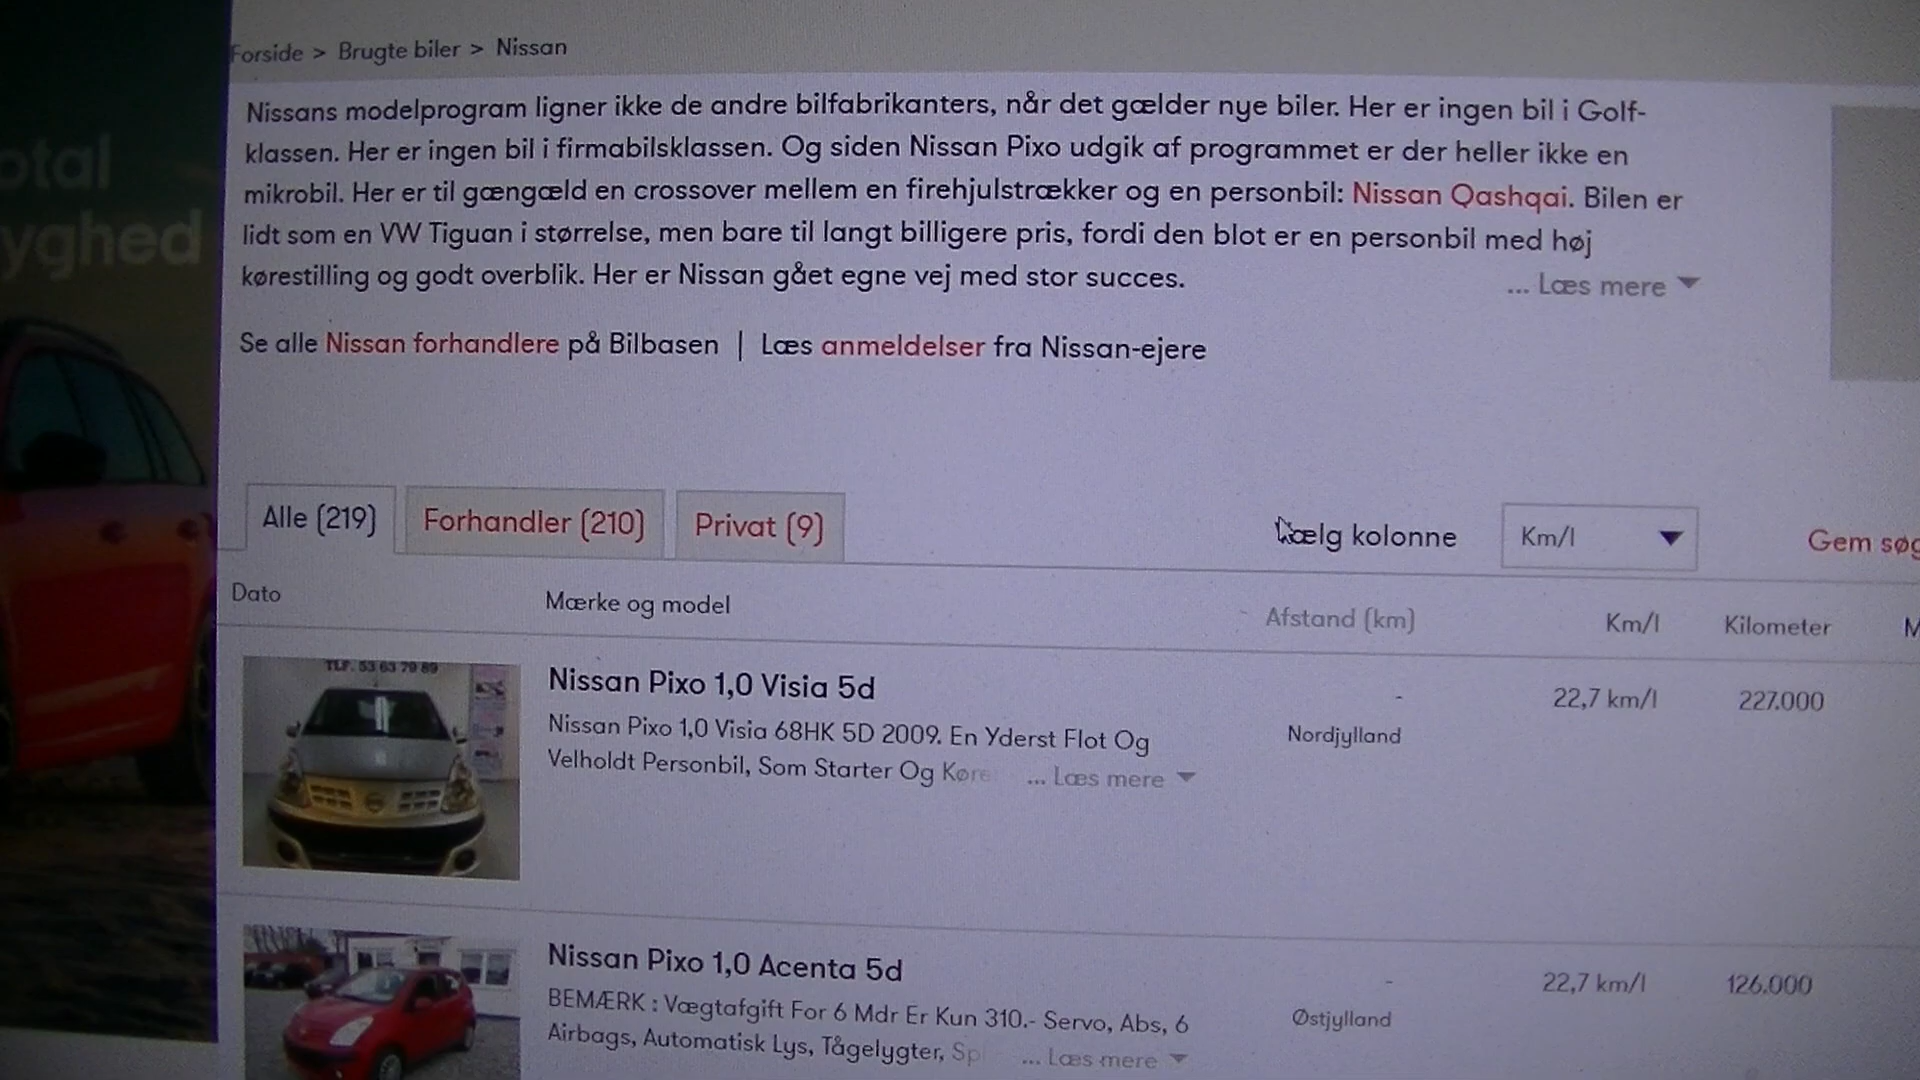 otal
yghed
Forside > Brugte biler > Nissan
Nissans modelprogram ligner ikke de andre bilfabrikanters, når det gælder nye biler. Her er ingen bil i Golf-
klassen. Her er ingen bil i firmabilsklassen. Og siden Nissan Pixo udgik af programmet er der heller ikke en
mikrobil. Her er til gængæld en crossover mellem en firehjulstrækker og en personbil: Nissan Qashqai. Bilen er
lidt som en VW Tiguan i størrelse, men bare til langt billigere pris, fordi den blot er en personbil med høj
kørestilling og godt overblik. Her er Nissan gået egne vej med stor succes.
... Læs mere
Se alle Nissan forhandlere på Bilbasen | Læs anmeldelser fra Nissan-ejere
Alle (219) Forhandler (210) Privat (9) Vælg kolonne Km/l Gem søg
Dato Mærke og model Afstand (km) Km/l Kilometer M
TLF. 53 63 79 89
Nissan Pixo 1,0 Visia 5d - 22,7 km/l 227.000
Nissan Pixo 1,0 Visia 68HK 5D 2009. En Yderst Flot Og Nordjylland
Velholdt Personbil, Som Starter Og Køre ... Læs mere
Nissan Pixo 1,0 Acenta 5d - 22,7 km/l 126.000
BEMÆRK : Vægtafgift For 6 Mdr Er Kun 310.- Servo, Abs, 6 Østjylland
Airbags, Automatisk Lys, Tågelygter, Sp ... Læs mere